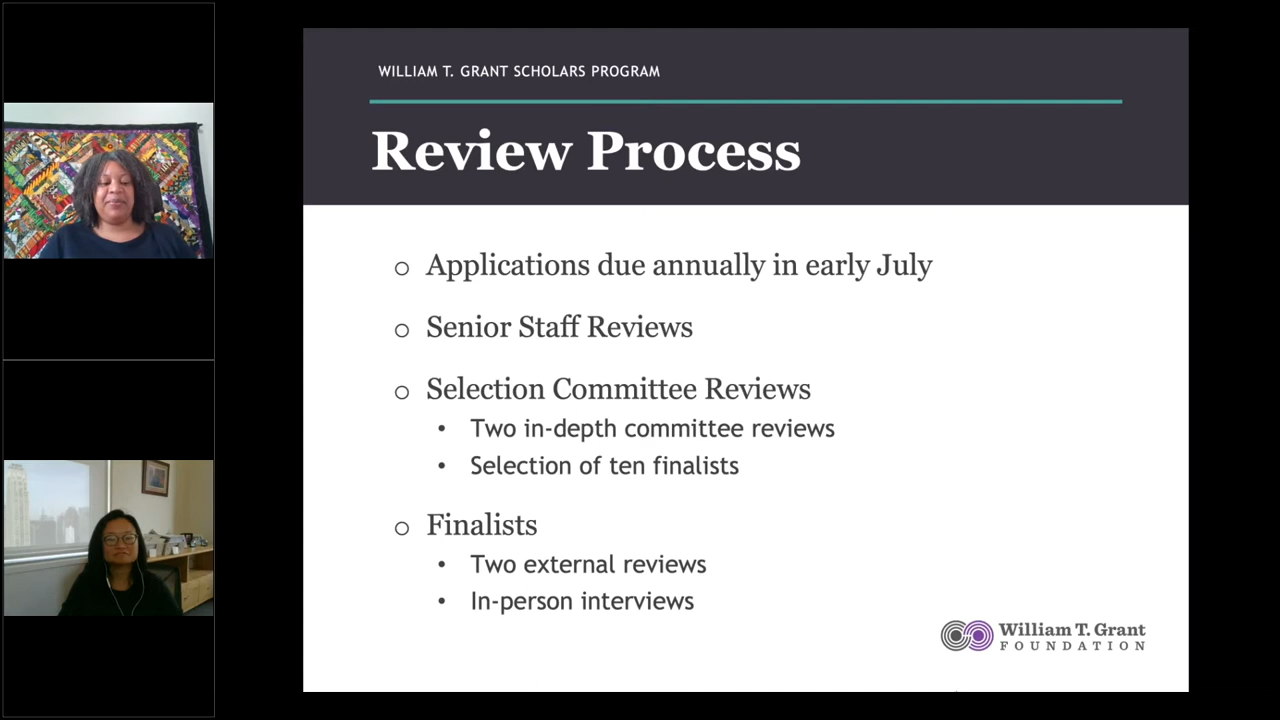 WILLIAM T. GRANT SCHOLARS PROGRAM
Review Process
o Applications due annually in early July
o Senior Staff Reviews
o Selection Committee Reviews
• Two in-depth committee reviews
• Selection of ten finalists
o Finalists
• Two external reviews
• In-person interviews
William T. Grant
FOUNDATION